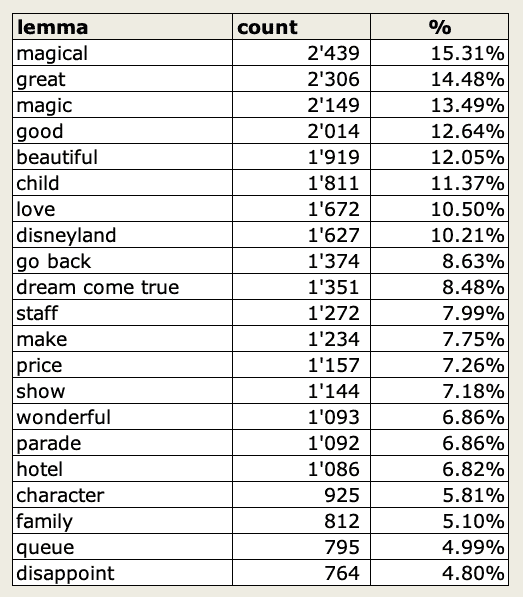 lemma count %
magical 2'439 15.31%
great 2'306 14.48%
magic 2'149 13.49%
good 2'014 12.64%
beautiful 1'919 12.05%
child 1'811 11.37%
love 1'672 10.50%
disneyland 1'627 10.21%
go back 1'374 8.63%
dream come true 1'351 8.48%
staff 1'272 7.99%
make 1'234 7.75%
price 1'157 7.26%
show 1'144 7.18%
wonderful 1'093 6.86%
parade 1'092 6.86%
hotel 1'086 6.82%
character 925 5.81%
family 812 5.10%
queue 795 4.99%
disappoint 764 4.80%